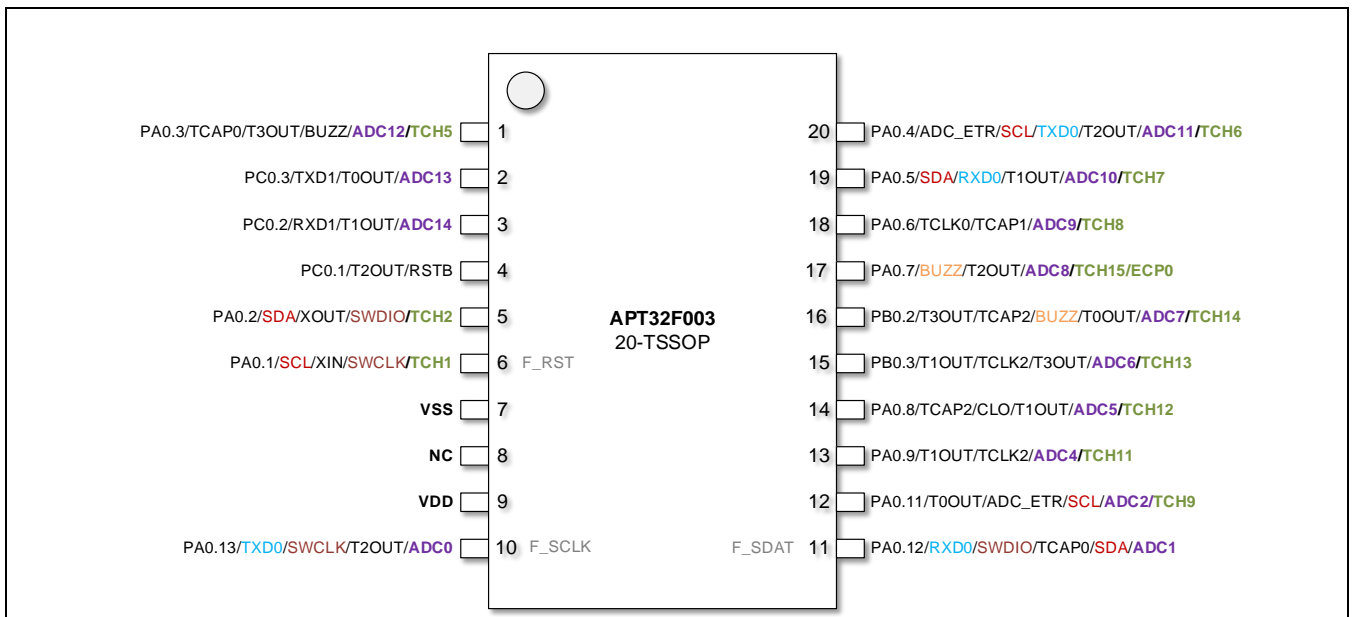 PA0.3/TCAP0/T3OUT/BUZZ/ADC12/TCH5 1
PC0.3/TXD1/T0OUT/ADC13 2
PC0.2/RXD1/T1OUT/ADC14 3
PC0.1/T2OUT/RSTB 4
PA0.2/SDA/XOUT/SWDIO/TCH2 5
PA0.1/SCL/XIN/SWCLK/TCH1 6 F_RST
VSS 7
NC 8
VDD 9
PA0.13/TXD0/SWCLK/T2OUT/ADC0 10 F_SCLK
APT32F003
20-TSSOP
20 PA0.4/ADC_ETR/SCL/TXD0/T2OUT/ADC11/TCH6
19 PA0.5/SDA/RXD0/T1OUT/ADC10/TCH7
18 PA0.6/TCLK0/TCAP1/ADC9/TCH8
17 PA0.7/BUZZ/T2OUT/ADC8/TCH15/ECP0
16 PB0.2/T3OUT/TCAP2/BUZZ/T0OUT/ADC7/TCH14
15 PB0.3/T1OUT/TCLK2/T3OUT/ADC6/TCH13
14 PA0.8/TCAP2/CLO/T1OUT/ADC5/TCH12
13 PA0.9/T1OUT/TCLK2/ADC4/TCH11
12 PA0.11/T0OUT/ADC_ETR/SCL/ADC2/TCH9
F_SDAT 11 PA0.12/RXD0/SWDIO/TCAP0/SDA/ADC1